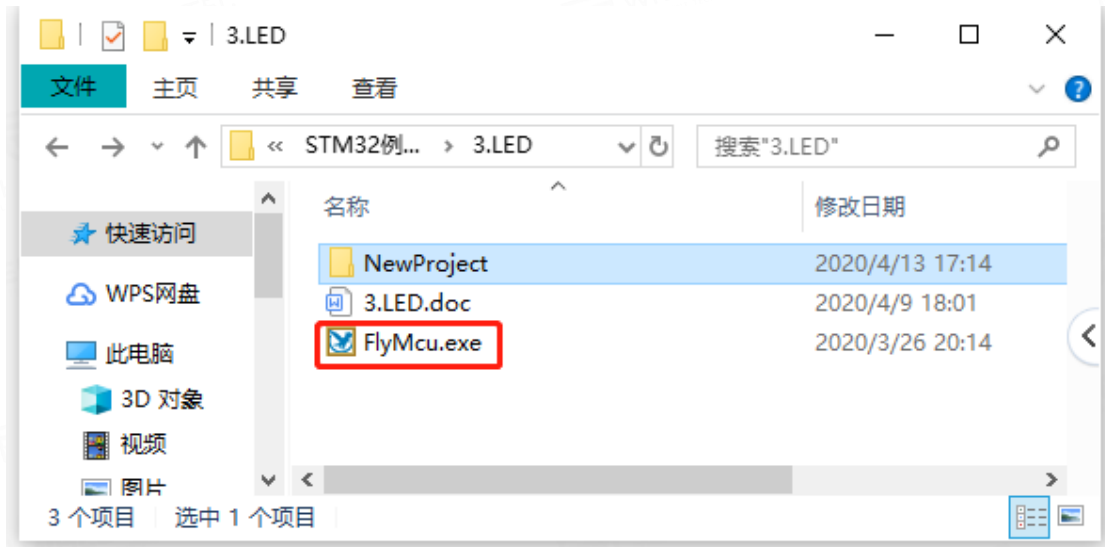 3.LED
文件 主页 共享 查看
« STM32例... › 3.LED 搜索"3.LED"
名称 修改日期
快速访问
NewProject 2020/4/13 17:14
WPS网盘
3.LED.doc 2020/4/9 18:01
FlyMcu.exe 2020/3/26 20:14
此电脑
3D 对象
视频
图片
3 个项目 选中 1 个项目